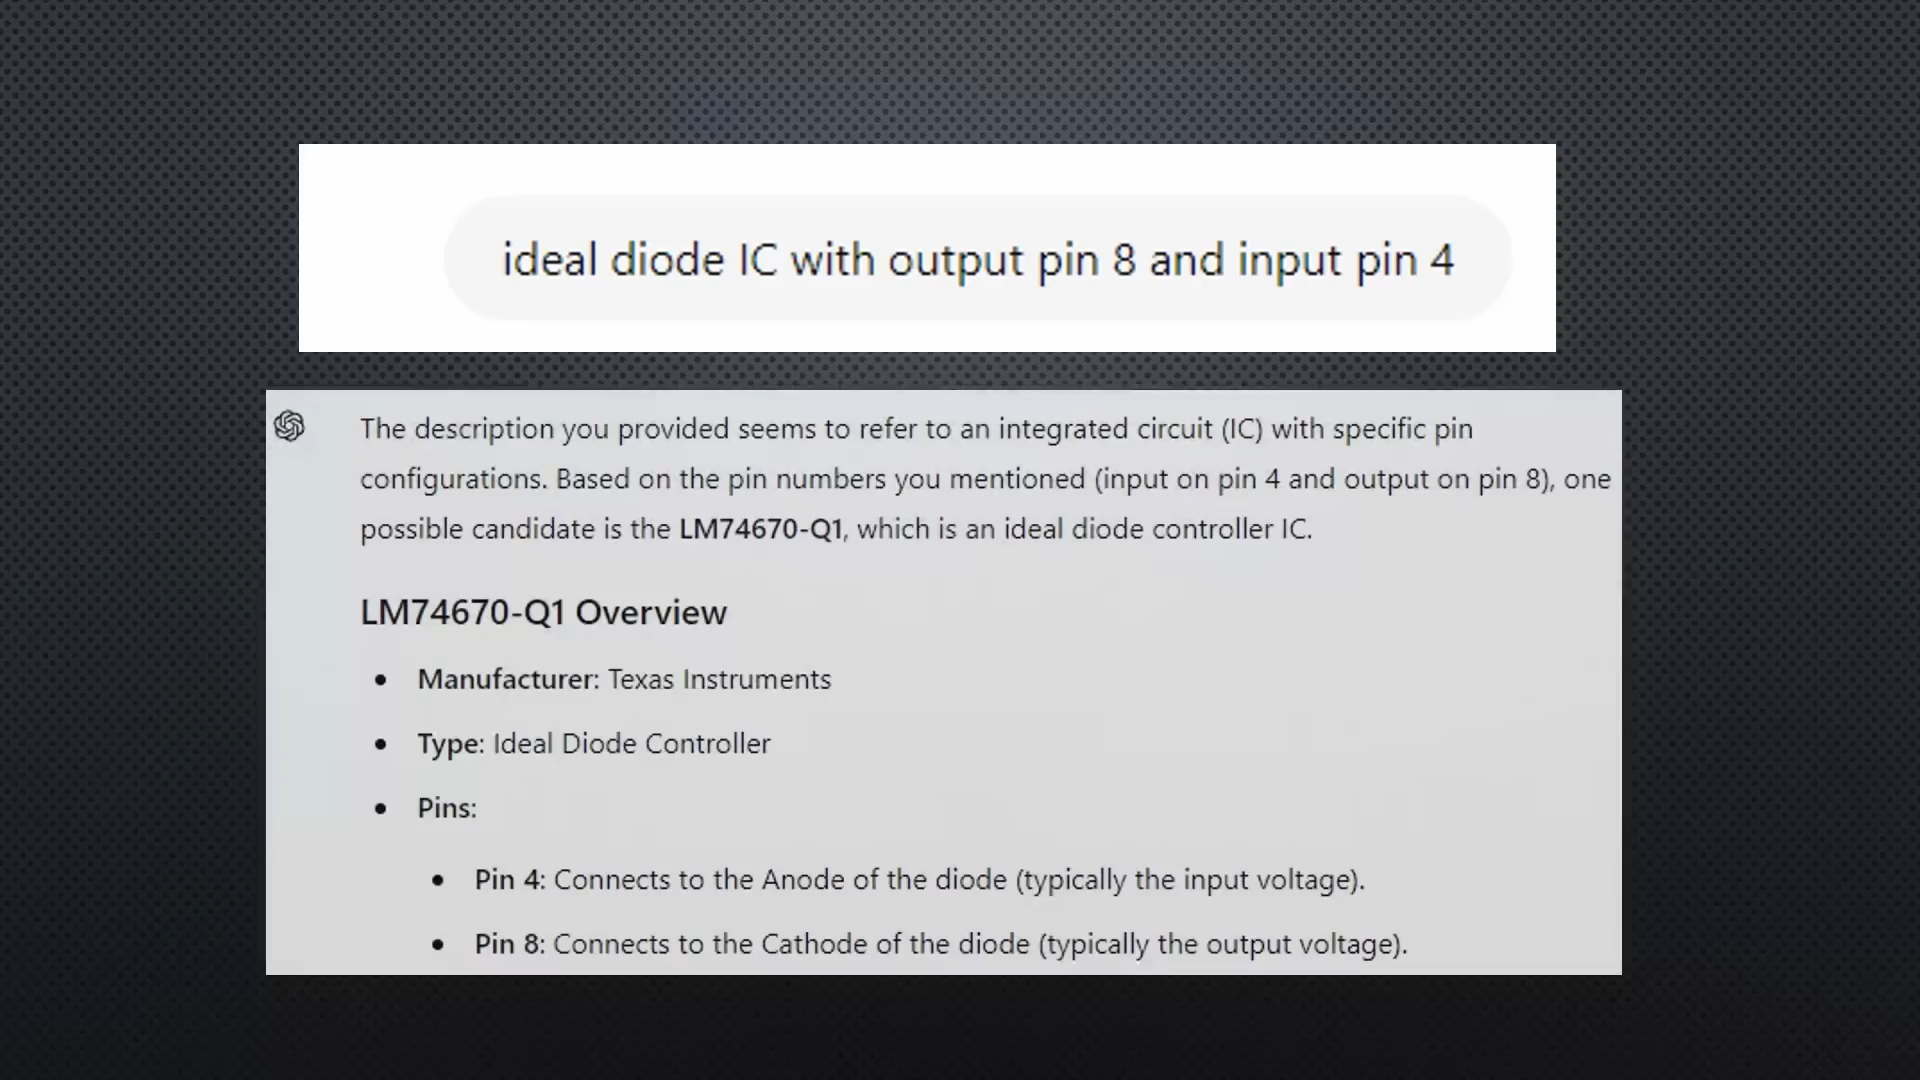 ideal diode IC with output pin 8 and input pin 4
The description you provided seems to refer to an integrated circuit (IC) with specific pin
configurations. Based on the pin numbers you mentioned (input on pin 4 and output on pin 8), one
possible candidate is the LM74670-Q1, which is an ideal diode controller IC.
LM74670-Q1 Overview
• Manufacturer: Texas Instruments
• Type: Ideal Diode Controller
• Pins:
• Pin 4: Connects to the Anode of the diode (typically the input voltage).
• Pin 8: Connects to the Cathode of the diode (typically the output voltage).